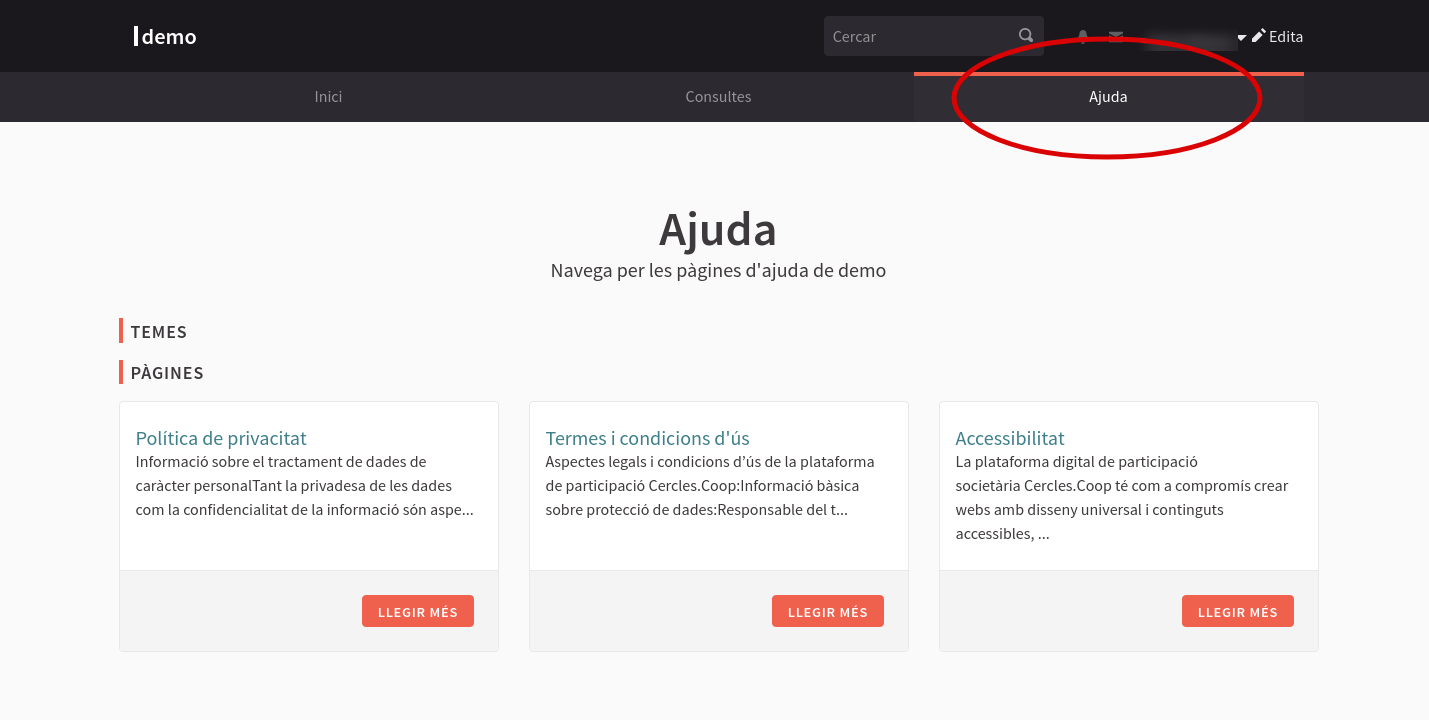 demo
Cercar
Edita
Inici
Consultes
Ajuda
Ajuda
Navega per les pàgines d'ajuda de demo
TEMES
PÀGINES
Política de privacitat
Informació sobre el tractament de dades de
caràcter personalTant la privadesa de les dades
com la confidencialitat de la informació són aspe...
LLEGIR MÉS
Termes i condicions d'ús
Aspectes legals i condicions d’ús de la plataforma
de participació Cercles.Coop:Informació bàsica
sobre protecció de dades:Responsable del t...
LLEGIR MÉS
Accessibilitat
La plataforma digital de participació
societària Cercles.Coop té com a compromís crear
webs amb disseny universal i continguts
accessibles, ...
LLEGIR MÉS